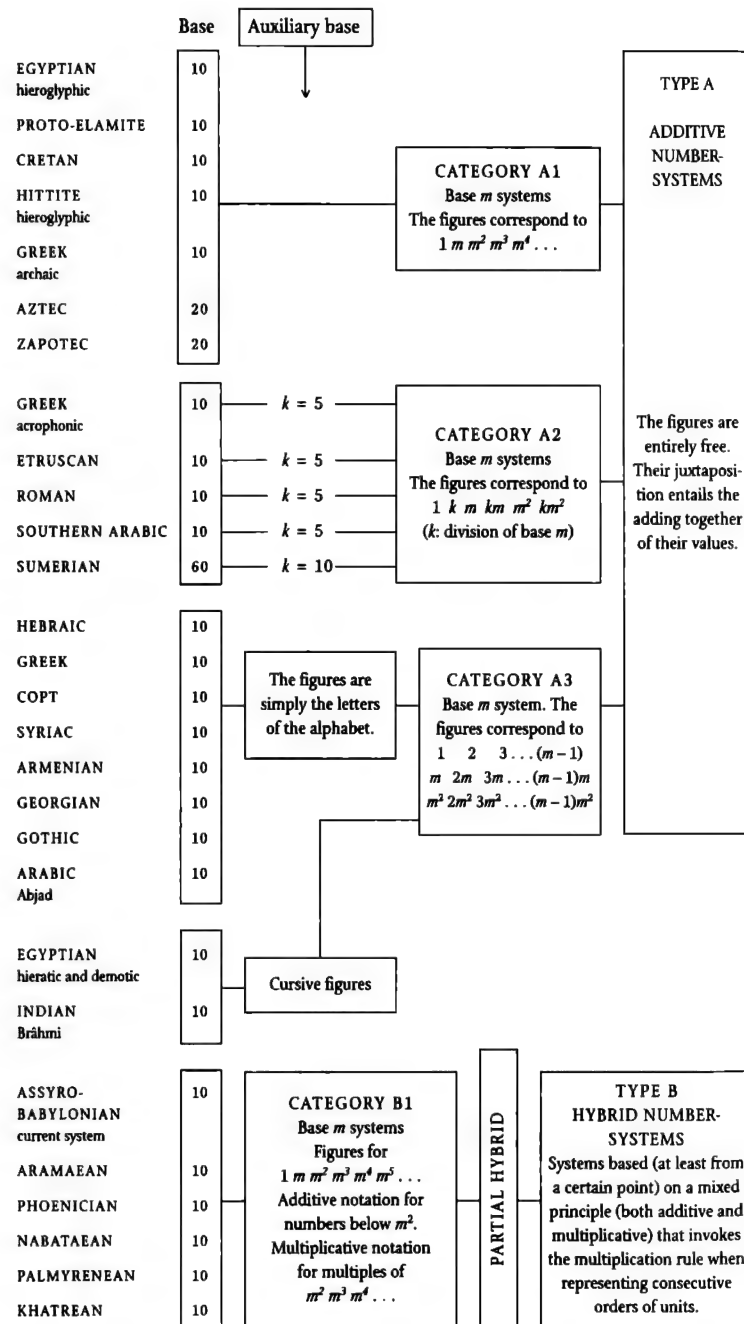 Base Auxiliary base
EGYPTIAN 10
hieroglyphic
PROTO-ELAMITE 10
CRETAN 10
HITTITE 10
hieroglyphic
GREEK 10
archaic
AZTEC 20
ZAPOTEC 20
CATEGORY A1
Base m systems
The figures correspond to
1 m m² m³ m⁴ . . .
TYPE A
ADDITIVE
NUMBER-
SYSTEMS
GREEK 10 k = 5
acrophonic
ETRUSCAN 10 k = 5
ROMAN 10 k = 5
SOUTHERN ARABIC 10 k = 5
SUMERIAN 60 k = 10
CATEGORY A2
Base m systems
The figures correspond to
1 k m km m² km²
(k: division of base m)
The figures are
entirely free.
Their juxtaposi-
tion entails the
adding together
of their values.
HEBRAIC 10
GREEK 10
COPT 10
SYRIAC 10
ARMENIAN 10
GEORGIAN 10
GOTHIC 10
ARABIC 10
Abjad
The figures are
simply the letters
of the alphabet.
CATEGORY A3
Base m system. The
figures correspond to
1 2 3 . . . (m – 1)
m 2m 3m . . . (m – 1)m
m² 2m² 3m² . . . (m – 1)m²
EGYPTIAN 10
hieratic and demotic
INDIAN 10
Brâhmi
Cursive figures
ASSYRO- 10
BABYLONIAN
current system
ARAMAEAN 10
PHOENICIAN 10
NABATAEAN 10
PALMYRENEAN 10
KHATREAN 10
CATEGORY B1
Base m systems
Figures for
1 m m² m³ m⁴ m⁵ . . .
Additive notation for
numbers below m².
Multiplicative notation
for multiples of
m² m³ m⁴ . . .
PARTIAL HYBRID
TYPE B
HYBRID NUMBER-
SYSTEMS
Systems based (at least from
a certain point) on a mixed
principle (both additive and
multiplicative) that invokes
the multiplication rule when
representing consecutive
orders of units.